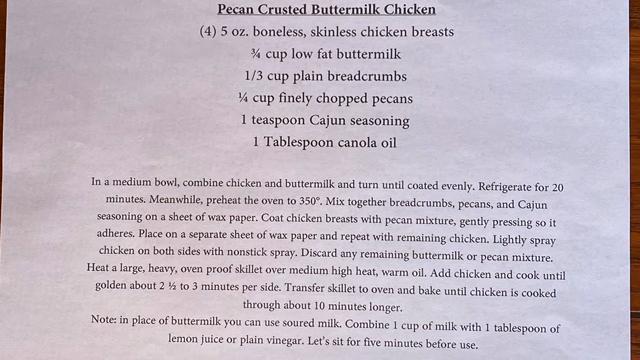 Pecan Crusted Buttermilk Chicken
(4) 5 oz. boneless, skinless chicken breasts
¾ cup low fat buttermilk
1/3 cup plain breadcrumbs
¼ cup finely chopped pecans
1 teaspoon Cajun seasoning
1 Tablespoon canola oil
In a medium bowl, combine chicken and buttermilk and turn until coated evenly. Refrigerate for 20
minutes. Meanwhile, preheat the oven to 350°. Mix together breadcrumbs, pecans, and Cajun
seasoning on a sheet of wax paper. Coat chicken breasts with pecan mixture, gently pressing so it
adheres. Place on a separate sheet of wax paper and repeat with remaining chicken. Lightly spray
chicken on both sides with nonstick spray. Discard any remaining buttermilk or pecan mixture.
Heat a large, heavy, oven proof skillet over medium high heat, warm oil. Add chicken and cook until
golden about 2 ½ to 3 minutes per side. Transfer skillet to oven and bake until chicken is cooked
through about 10 minutes longer.
Note: in place of buttermilk you can use soured milk. Combine 1 cup of milk with 1 tablespoon of
lemon juice or plain vinegar. Let's sit for five minutes before use.